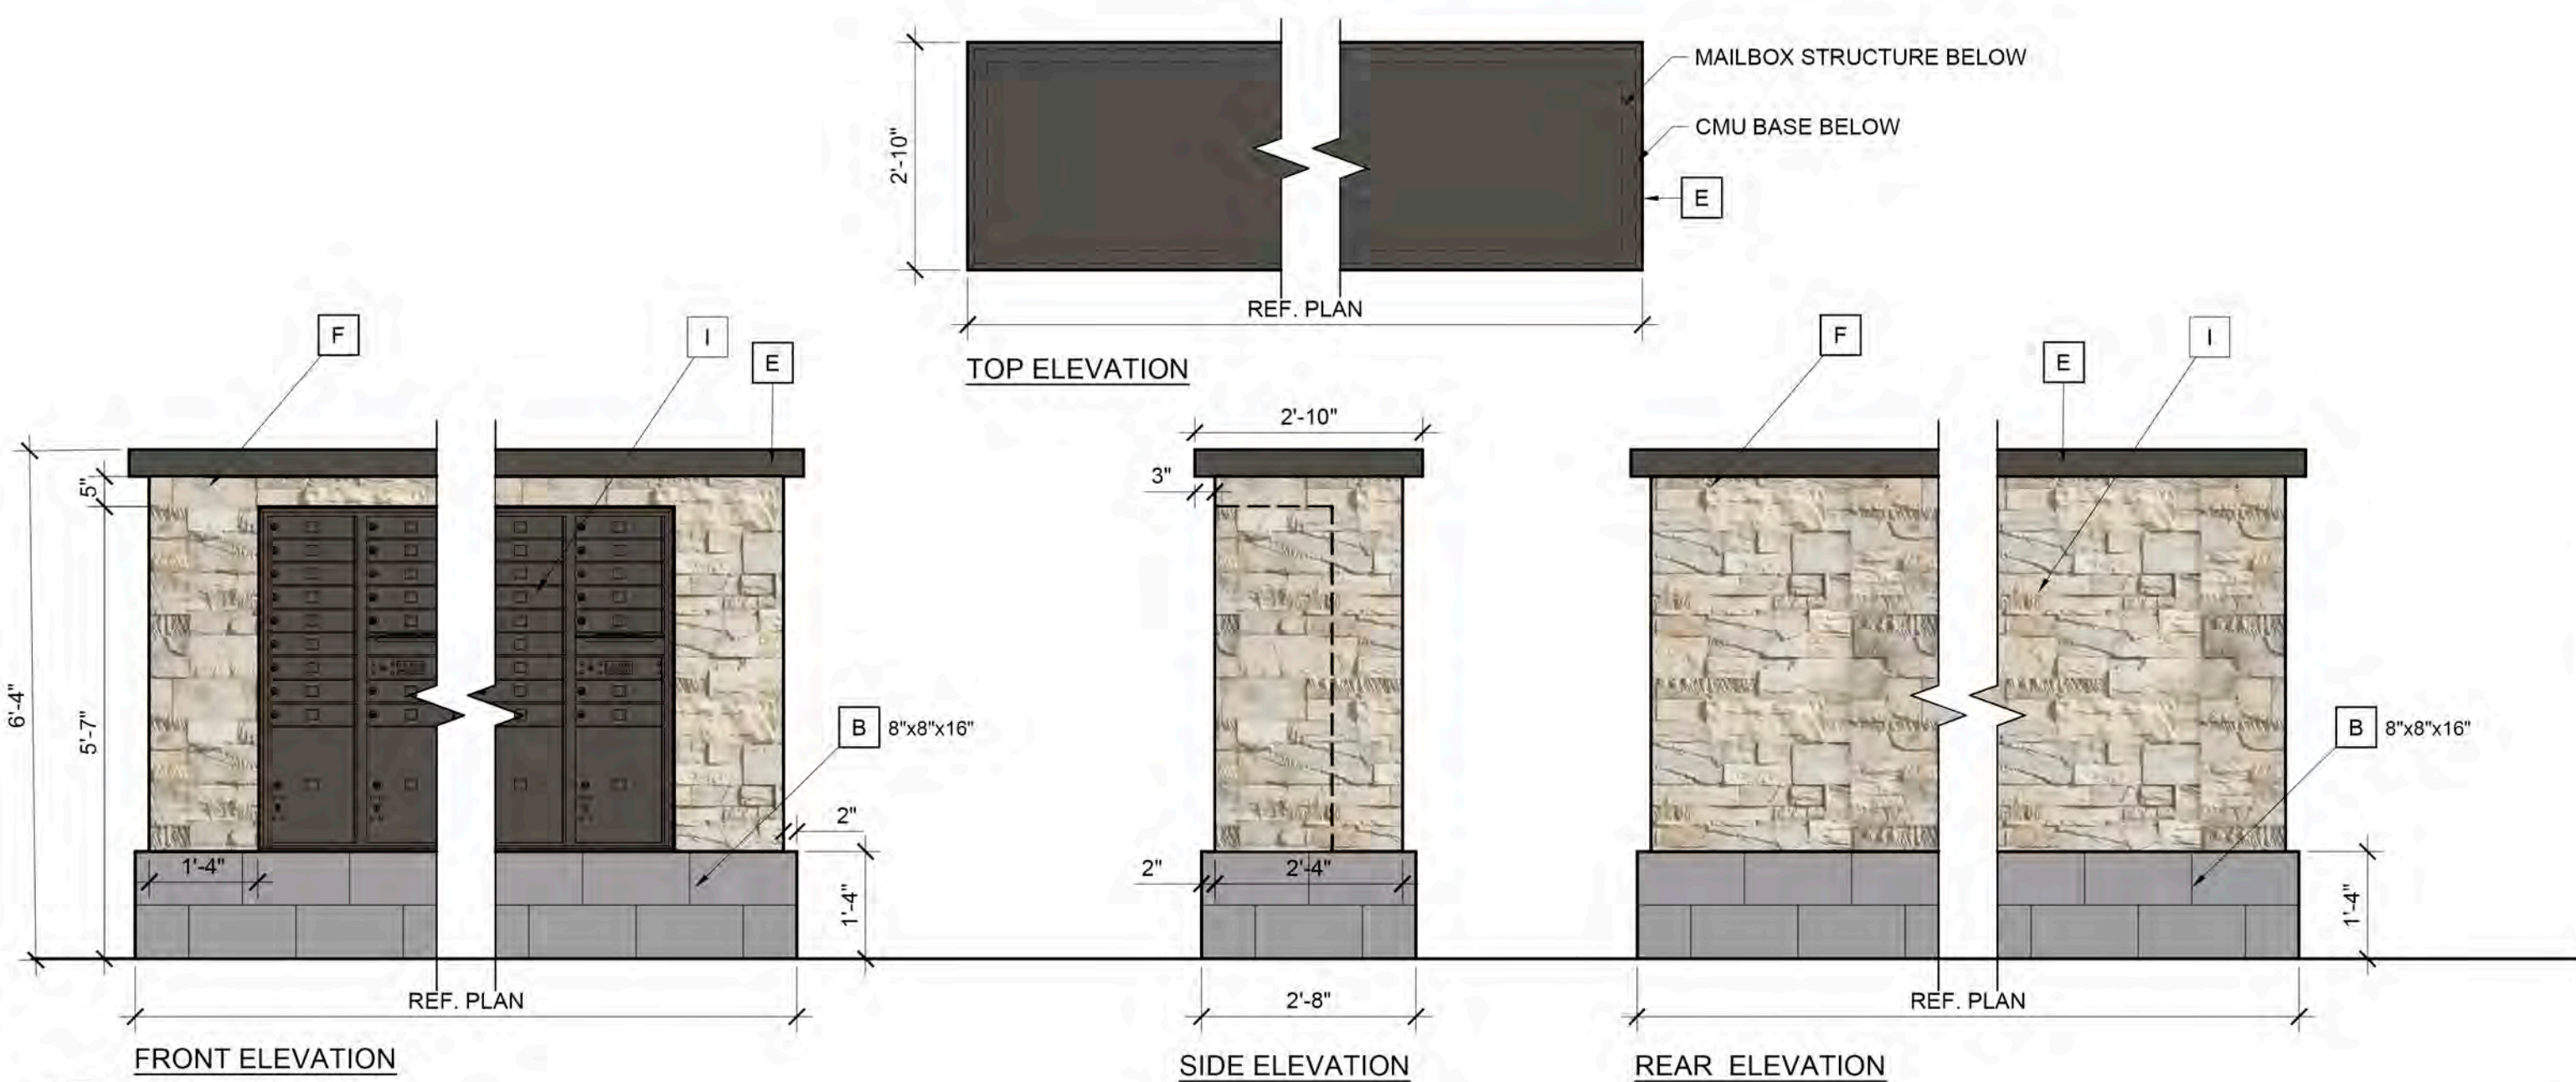 MAILBOX STRUCTURE BELOW
CMU BASE BELOW
E
2'-10"
REF. PLAN
TOP ELEVATION
F
I
E
5"
6'-4"
5'-7"
1'-4"
2"
1'-4"
B 8"x8"x16"
REF. PLAN
FRONT ELEVATION
2'-10"
3"
2"
2'-4"
2'-8"
SIDE ELEVATION
F
E
I
B 8"x8"x16"
1'-4"
REF. PLAN
REAR ELEVATION